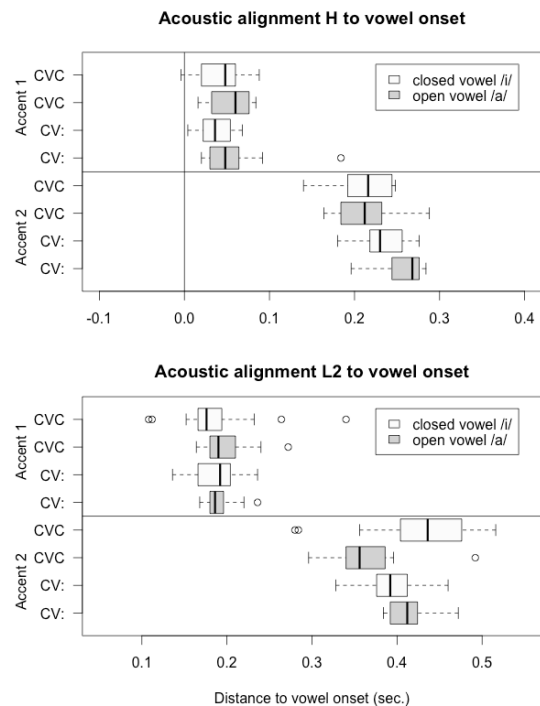 Acoustic alignment H to vowel onset
Accent 1
CVC
CVC
CV:
CV:
Accent 2
CVC
CVC
CV:
CV:
closed vowel /i/
open vowel /a/
-0.1 0.0 0.1 0.2 0.3 0.4
Acoustic alignment L2 to vowel onset
Accent 1
CVC
CVC
CV:
CV:
Accent 2
CVC
CVC
CV:
CV:
closed vowel /i/
open vowel /a/
0.1 0.2 0.3 0.4 0.5
Distance to vowel onset (sec.)